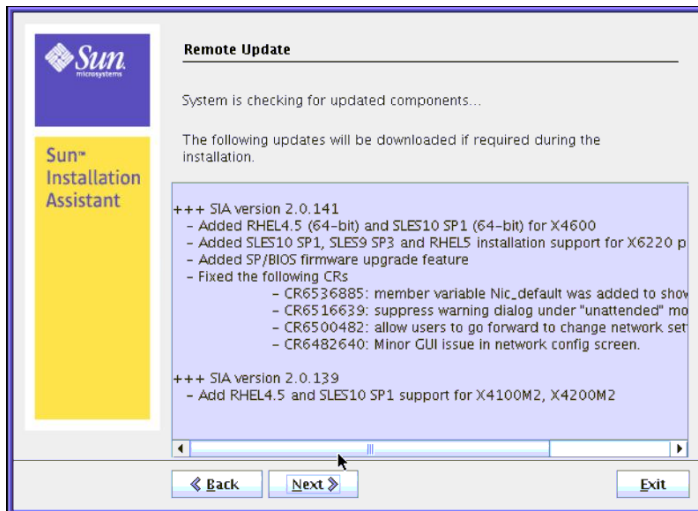 Sun
microsystems
Sun™
Installation
Assistant
Remote Update
System is checking for updated components...
The following updates will be downloaded if required during the
installation.
+++ SIA version 2.0.141
- Added RHEL4.5 (64-bit) and SLES10 SP1 (64-bit) for X4600
- Added SLES10 SP1, SLES9 SP3 and RHEL5 installation support for X6220 p
- Added SP/BIOS firmware upgrade feature
- Fixed the following CRs
- CR6536885: member variable Nic_default was added to show
- CR6516639: suppress warning dialog under "unattended" mo
- CR6500482: allow users to go forward to change network set
- CR6482640: Minor GUI issue in network config screen.
+++ SIA version 2.0.139
- Add RHEL4.5 and SLES10 SP1 support for X4100M2, X4200M2
Back
Next
Exit